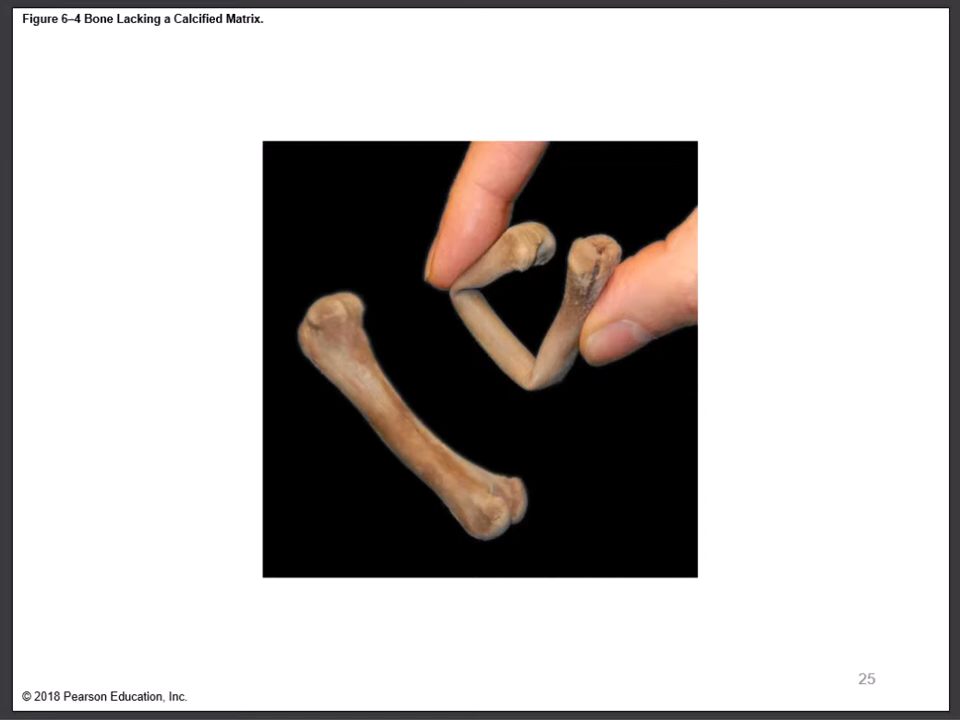 Figure 6–4 Bone Lacking a Calcified Matrix.
25
© 2018 Pearson Education, Inc.